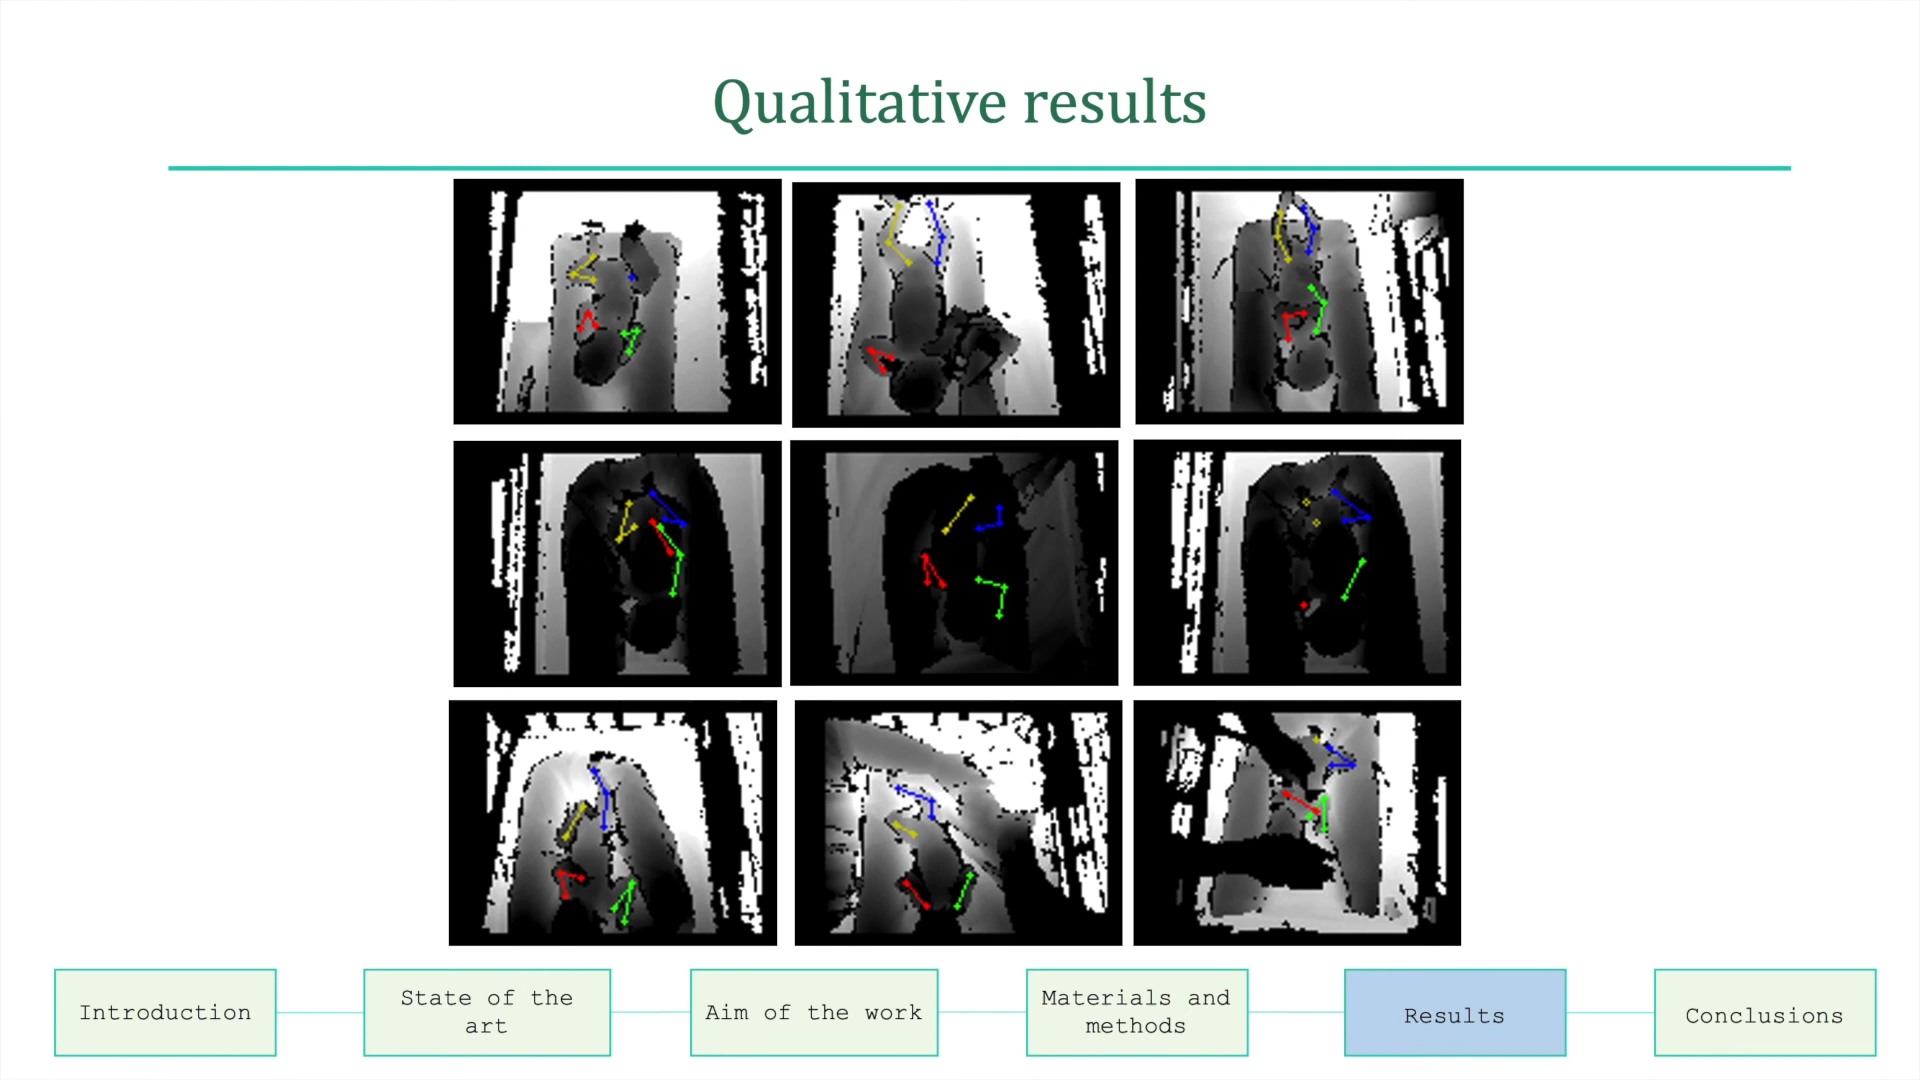 Qualitative results
Introduction
State of the
art
Aim of the work
Materials and
methods
Results
Conclusions